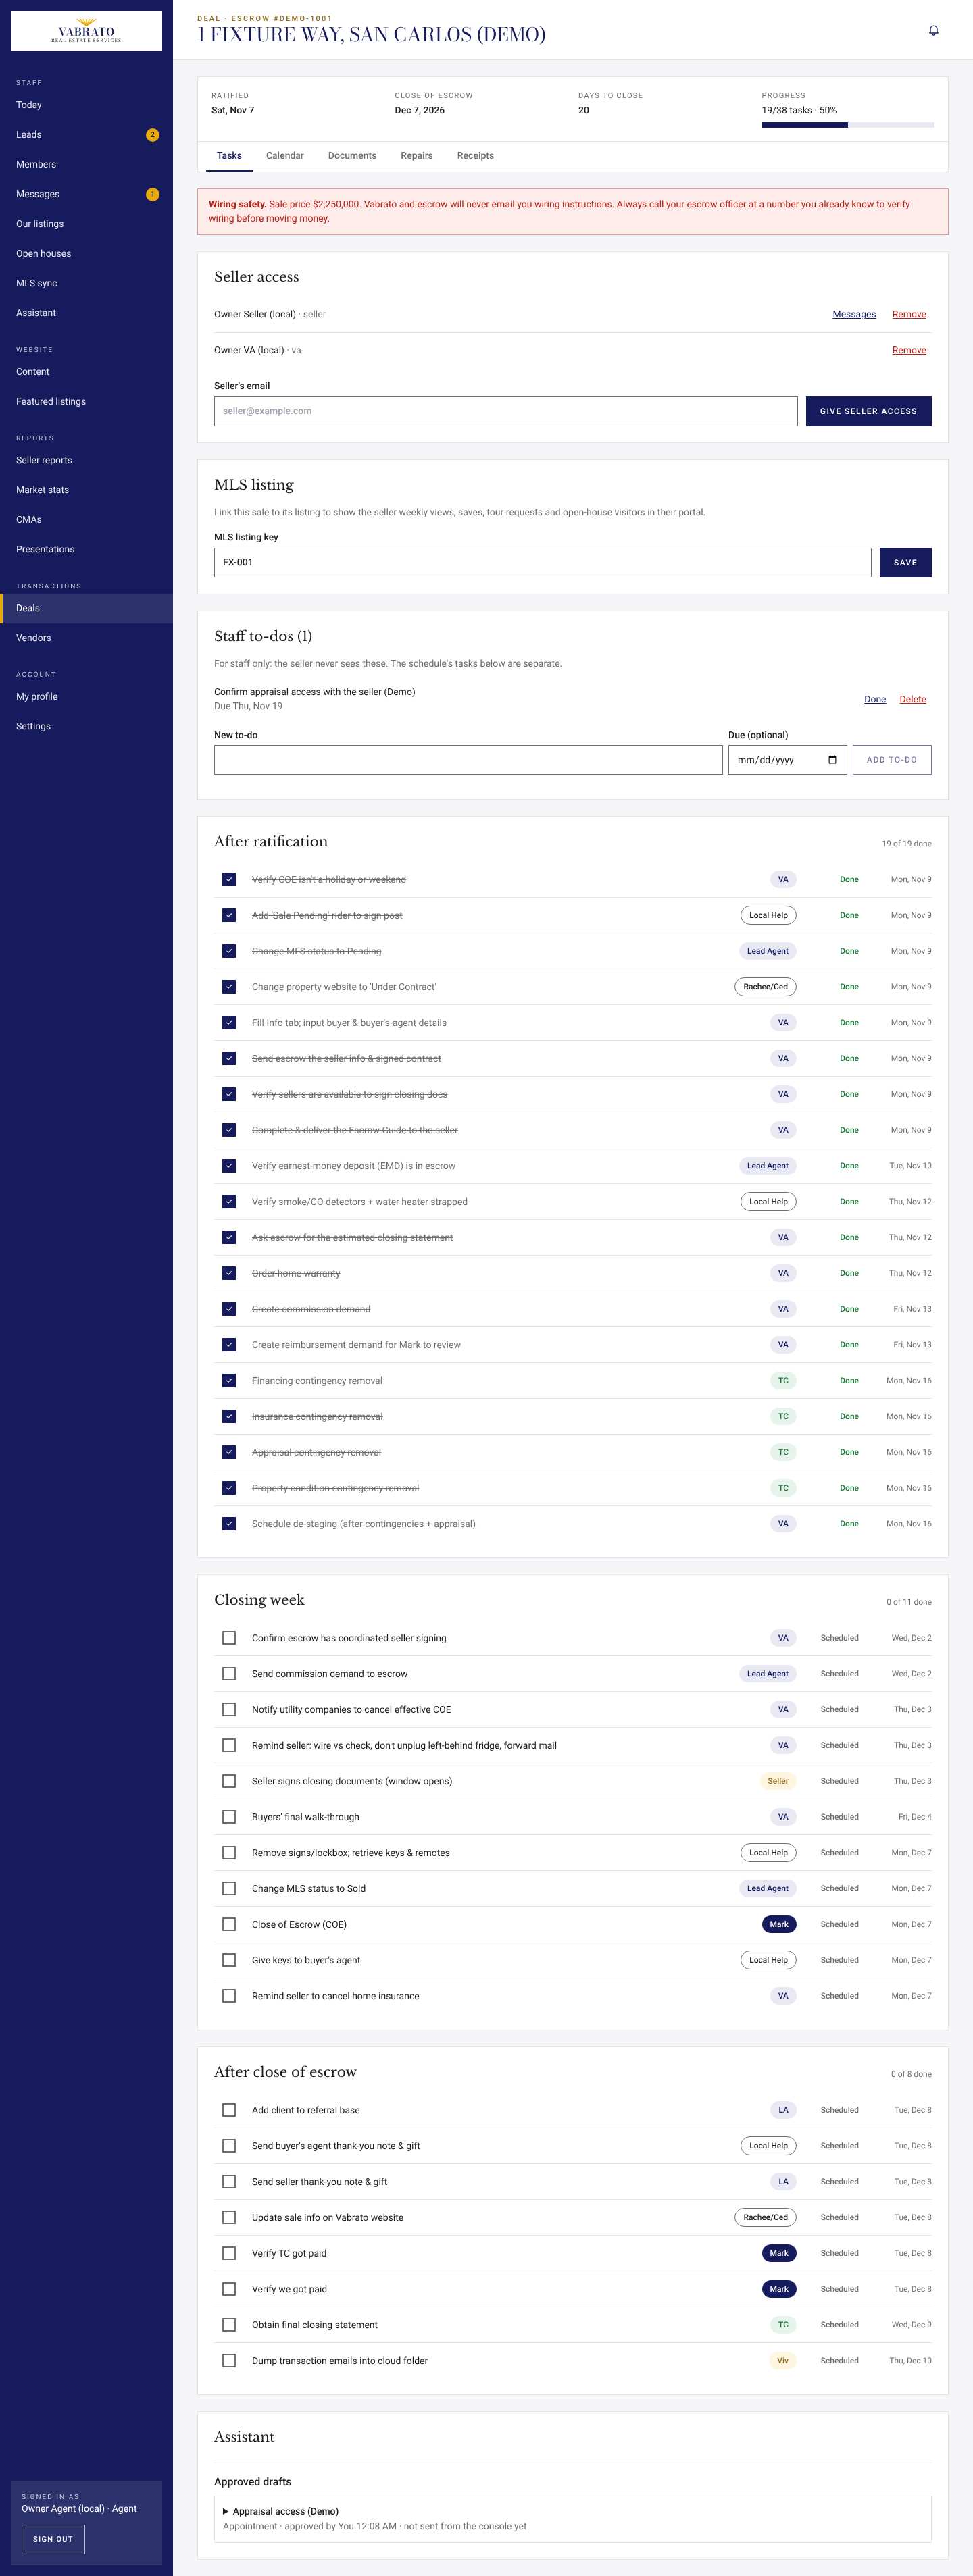 VABRATO
REAL ESTATE SERVICES
STAFF
Today
Leads 2
Members
Messages 1
Our listings
Open houses
MLS sync
Assistant
WEBSITE
Content
Featured listings
REPORTS
Seller reports
Market stats
CMAs
Presentations
TRANSACTIONS
Deals
Vendors
ACCOUNT
My profile
Settings
SIGNED IN AS
Owner Agent (local) · Agent
SIGN OUT
DEAL · ESCROW #DEMO-1001
1 FIXTURE WAY, SAN CARLOS (DEMO)
RATIFIED
Sat, Nov 7
CLOSE OF ESCROW
Dec 7, 2026
DAYS TO CLOSE
20
PROGRESS
19/38 tasks · 50%
Tasks Calendar Documents Repairs Receipts
Wiring safety. Sale price $2,250,000. Vabrato and escrow will never email you wiring instructions. Always call your escrow officer at a number you already know to verify
wiring before moving money.
Seller access
Owner Seller (local) · seller Messages Remove
Owner VA (local) · va Remove
Seller's email
seller@example.com GIVE SELLER ACCESS
MLS listing
Link this sale to its listing to show the seller weekly views, saves, tour requests and open-house visitors in their portal.
MLS listing key
FX-001 SAVE
Staff to-dos (1)
For staff only: the seller never sees these. The schedule's tasks below are separate.
Confirm appraisal access with the seller (Demo)
Due Thu, Nov 19
Done Delete
New to-do Due (optional)
mm/dd/yyyy ADD TO-DO
After ratification 19 of 19 done
Verify COE isn't a holiday or weekend VA Done Mon, Nov 9
Add 'Sale Pending' rider to sign post Local Help Done Mon, Nov 9
Change MLS status to Pending Lead Agent Done Mon, Nov 9
Change property website to 'Under Contract' Rachee/Ced Done Mon, Nov 9
Fill Info tab; input buyer & buyer's agent details VA Done Mon, Nov 9
Send escrow the seller info & signed contract VA Done Mon, Nov 9
Verify sellers are available to sign closing docs VA Done Mon, Nov 9
Complete & deliver the Escrow Guide to the seller VA Done Mon, Nov 9
Verify earnest money deposit (EMD) is in escrow Lead Agent Done Tue, Nov 10
Verify smoke/CO detectors + water heater strapped Local Help Done Thu, Nov 12
Ask escrow for the estimated closing statement VA Done Thu, Nov 12
Order home warranty VA Done Thu, Nov 12
Create commission demand VA Done Fri, Nov 13
Create reimbursement demand for Mark to review VA Done Fri, Nov 13
Financing contingency removal TC Done Mon, Nov 16
Insurance contingency removal TC Done Mon, Nov 16
Appraisal contingency removal TC Done Mon, Nov 16
Property condition contingency removal TC Done Mon, Nov 16
Schedule de-staging (after contingencies + appraisal) VA Done Mon, Nov 16
Closing week 0 of 11 done
Confirm escrow has coordinated seller signing VA Scheduled Wed, Dec 2
Send commission demand to escrow Lead Agent Scheduled Wed, Dec 2
Notify utility companies to cancel effective COE VA Scheduled Thu, Dec 3
Remind seller: wire vs check, don't unplug left-behind fridge, forward mail VA Scheduled Thu, Dec 3
Seller signs closing documents (window opens) Seller Scheduled Thu, Dec 3
Buyers' final walk-through VA Scheduled Fri, Dec 4
Remove signs/lockbox; retrieve keys & remotes Local Help Scheduled Mon, Dec 7
Change MLS status to Sold Lead Agent Scheduled Mon, Dec 7
Close of Escrow (COE) Mark Scheduled Mon, Dec 7
Give keys to buyer's agent Local Help Scheduled Mon, Dec 7
Remind seller to cancel home insurance VA Scheduled Mon, Dec 7
After close of escrow 0 of 8 done
Add client to referral base LA Scheduled Tue, Dec 8
Send buyer's agent thank-you note & gift Local Help Scheduled Tue, Dec 8
Send seller thank-you note & gift LA Scheduled Tue, Dec 8
Update sale info on Vabrato website Rachee/Ced Scheduled Tue, Dec 8
Verify TC got paid Mark Scheduled Tue, Dec 8
Verify we got paid Mark Scheduled Tue, Dec 8
Obtain final closing statement TC Scheduled Wed, Dec 9
Dump transaction emails into cloud folder Viv Scheduled Thu, Dec 10
Assistant
Approved drafts
Appraisal access (Demo)
Appointment · approved by You 12:08 AM · not sent from the console yet